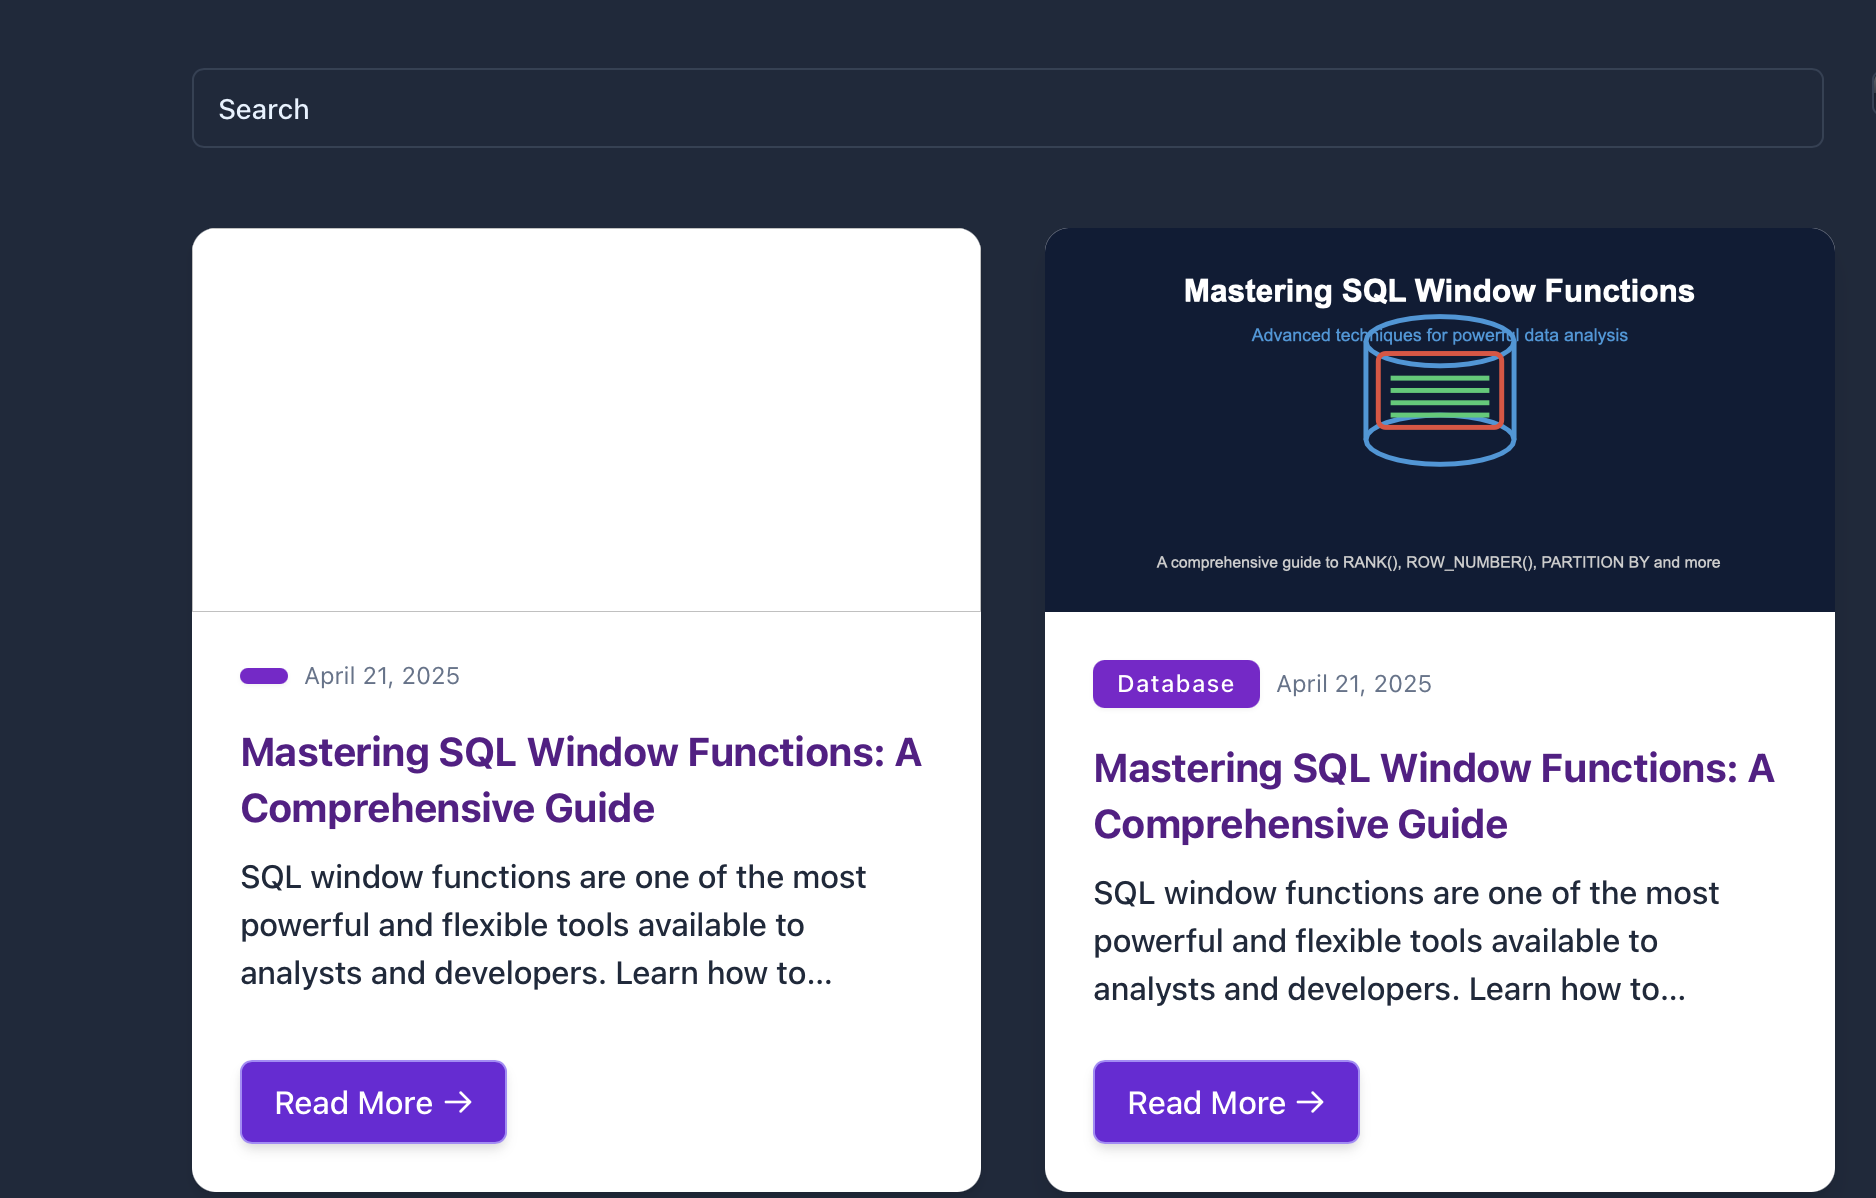 Search
April 21, 2025
Mastering SQL Window Functions: A
Comprehensive Guide
SQL window functions are one of the most
powerful and flexible tools available to
analysts and developers. Learn how to...
Read More →
Mastering SQL Window Functions
Advanced techniques for powerful data analysis
A comprehensive guide to RANK(), ROW_NUMBER(), PARTITION BY and more
Database April 21, 2025
Mastering SQL Window Functions: A
Comprehensive Guide
SQL window functions are one of the most
powerful and flexible tools available to
analysts and developers. Learn how to...
Read More →